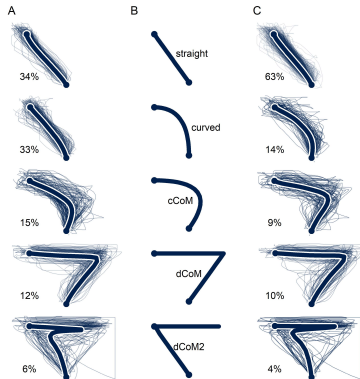 A B C
34% straight 63%
33% curved 14%
15% cCoM 9%
12% dCoM 10%
6% dCoM2 4%